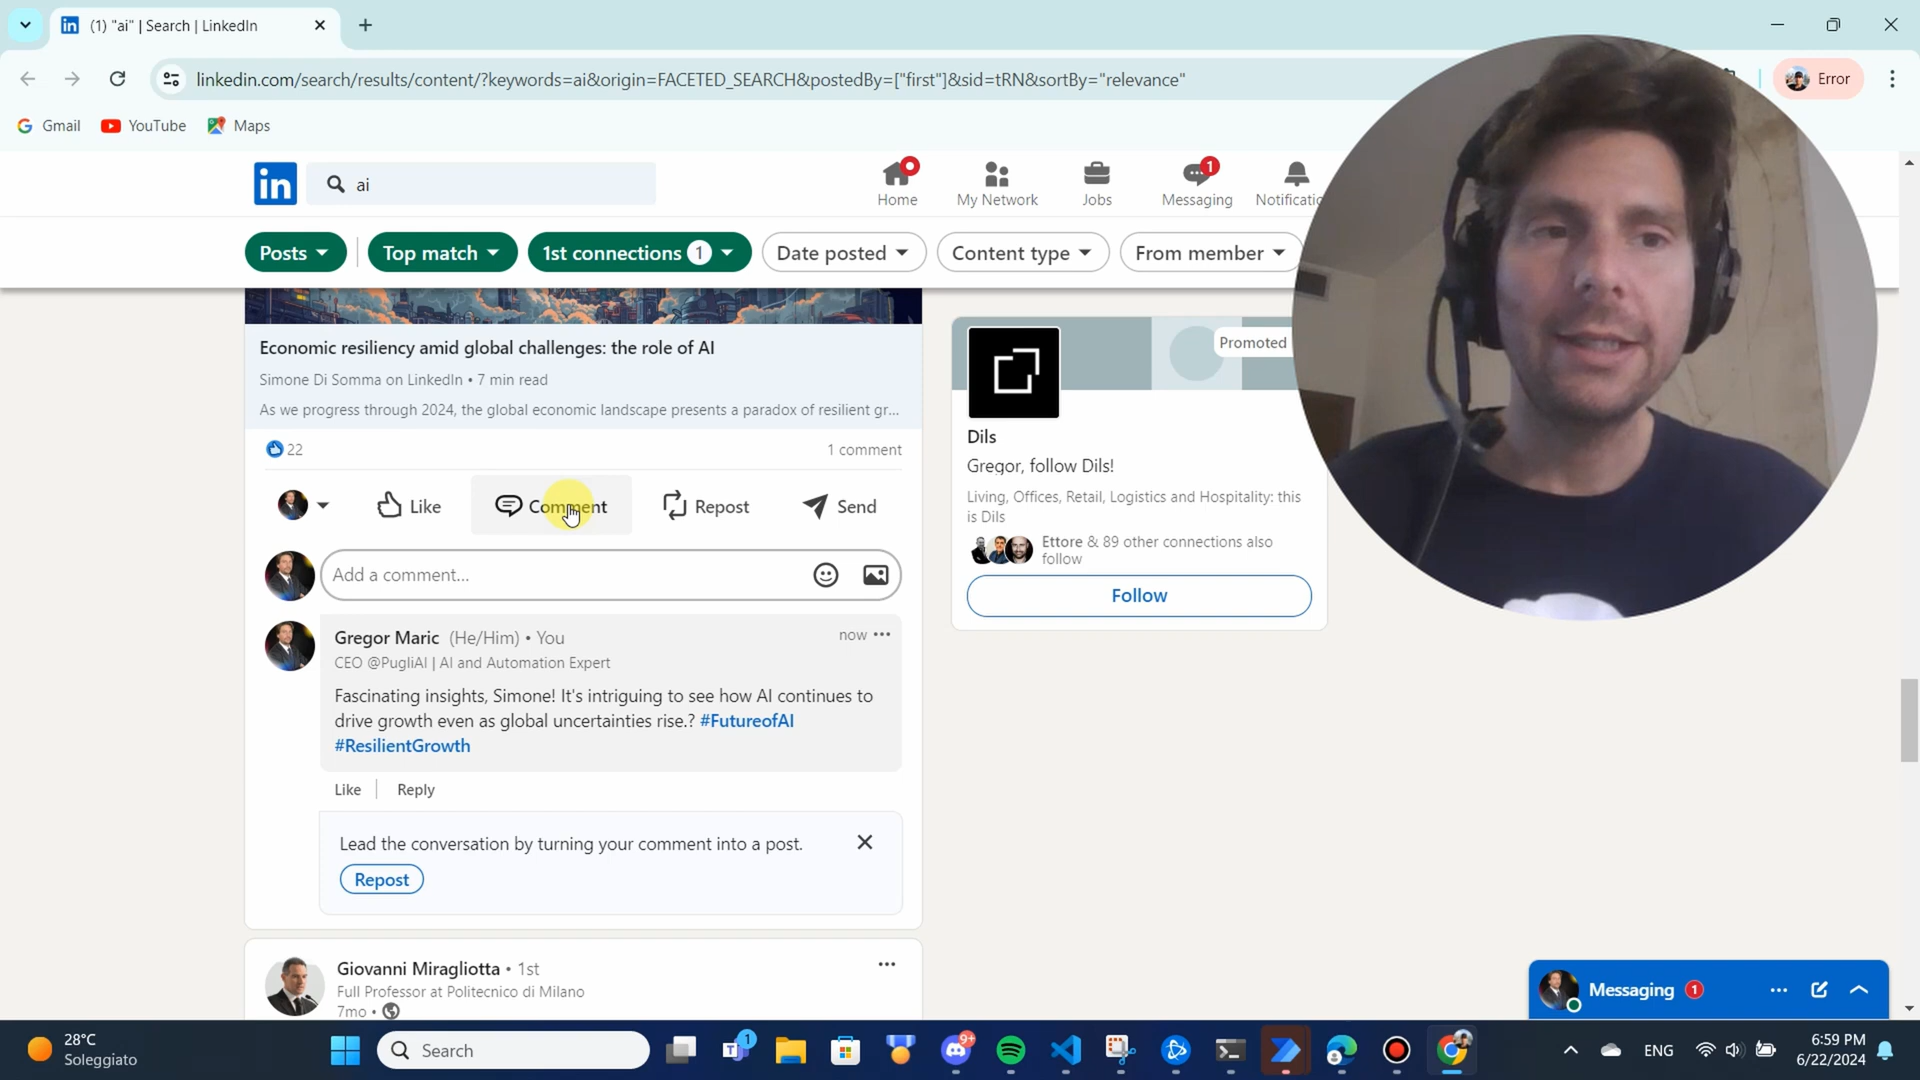 (1) "ai" | Search | LinkedIn
linkedin.com/search/results/content/?keywords=ai&origin=FACETED_SEARCH&postedBy=["first"]&sid=tRN&sortBy="relevance"
Error
Gmail
YouTube
Maps
in
ai
Home
My Network
Jobs
1
Messaging
Notificatio
Posts
Top match
1st connections 1
Date posted
Content type
From member
Economic resiliency amid global challenges: the role of AI
Simone Di Somma on LinkedIn • 7 min read
As we progress through 2024, the global economic landscape presents a paradox of resilient gr...
22
1 comment
Like
Comment
Repost
Send
Add a comment...
Gregor Maric (He/Him) • You
now
CEO @PugliAI | AI and Automation Expert
Fascinating insights, Simone! It's intriguing to see how AI continues to
drive growth even as global uncertainties rise.? #FutureofAI
#ResilientGrowth
Like
Reply
Lead the conversation by turning your comment into a post.
Repost
Giovanni Miragliotta • 1st
Full Professor at Politecnico di Milano
7mo •
Promoted
Dils
Gregor, follow Dils!
Living, Offices, Retail, Logistics and Hospitality: this
is Dils
Ettore & 89 other connections also
follow
Follow
Messaging 1
28°C
Soleggiato
Search
1
9+
ENG
6:59 PM
6/22/2024